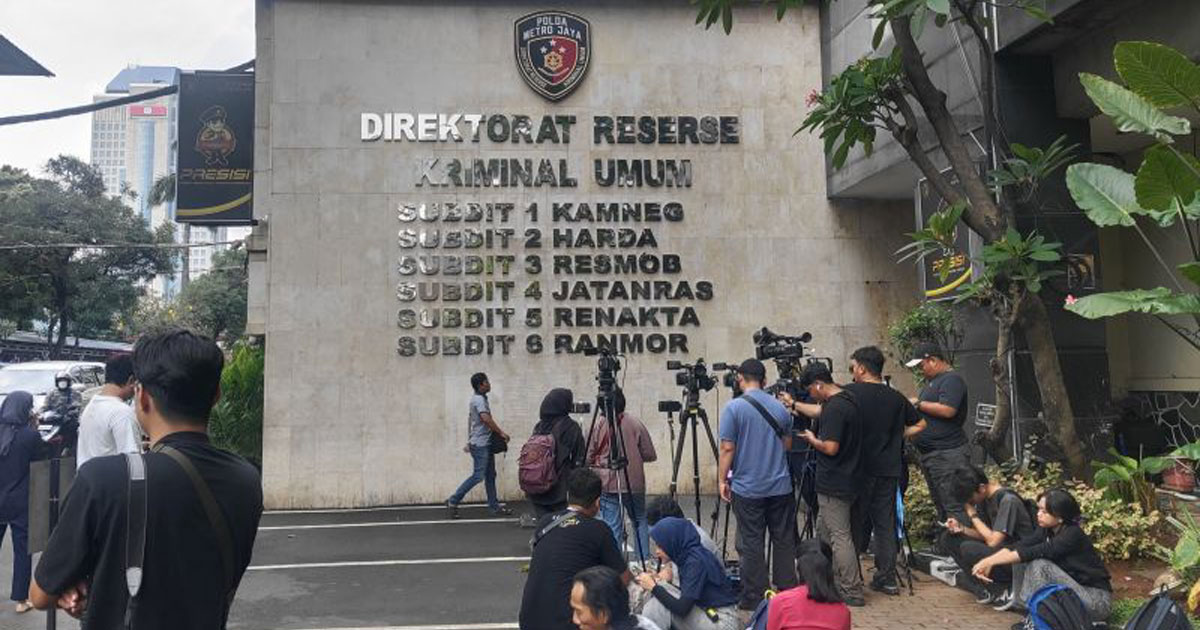 POLDA
METRO JAYA
DIREKTORAT RESERSE
KRIMINAL UMUM
SUBDIT 1 KAMNEG
SUBDIT 2 HARDA
SUBDIT 3 RESMOB
SUBDIT 4 JATANRAS
SUBDIT 5 RENAKTA
SUBDIT 6 RANMOR
PRESISI
PRESISI